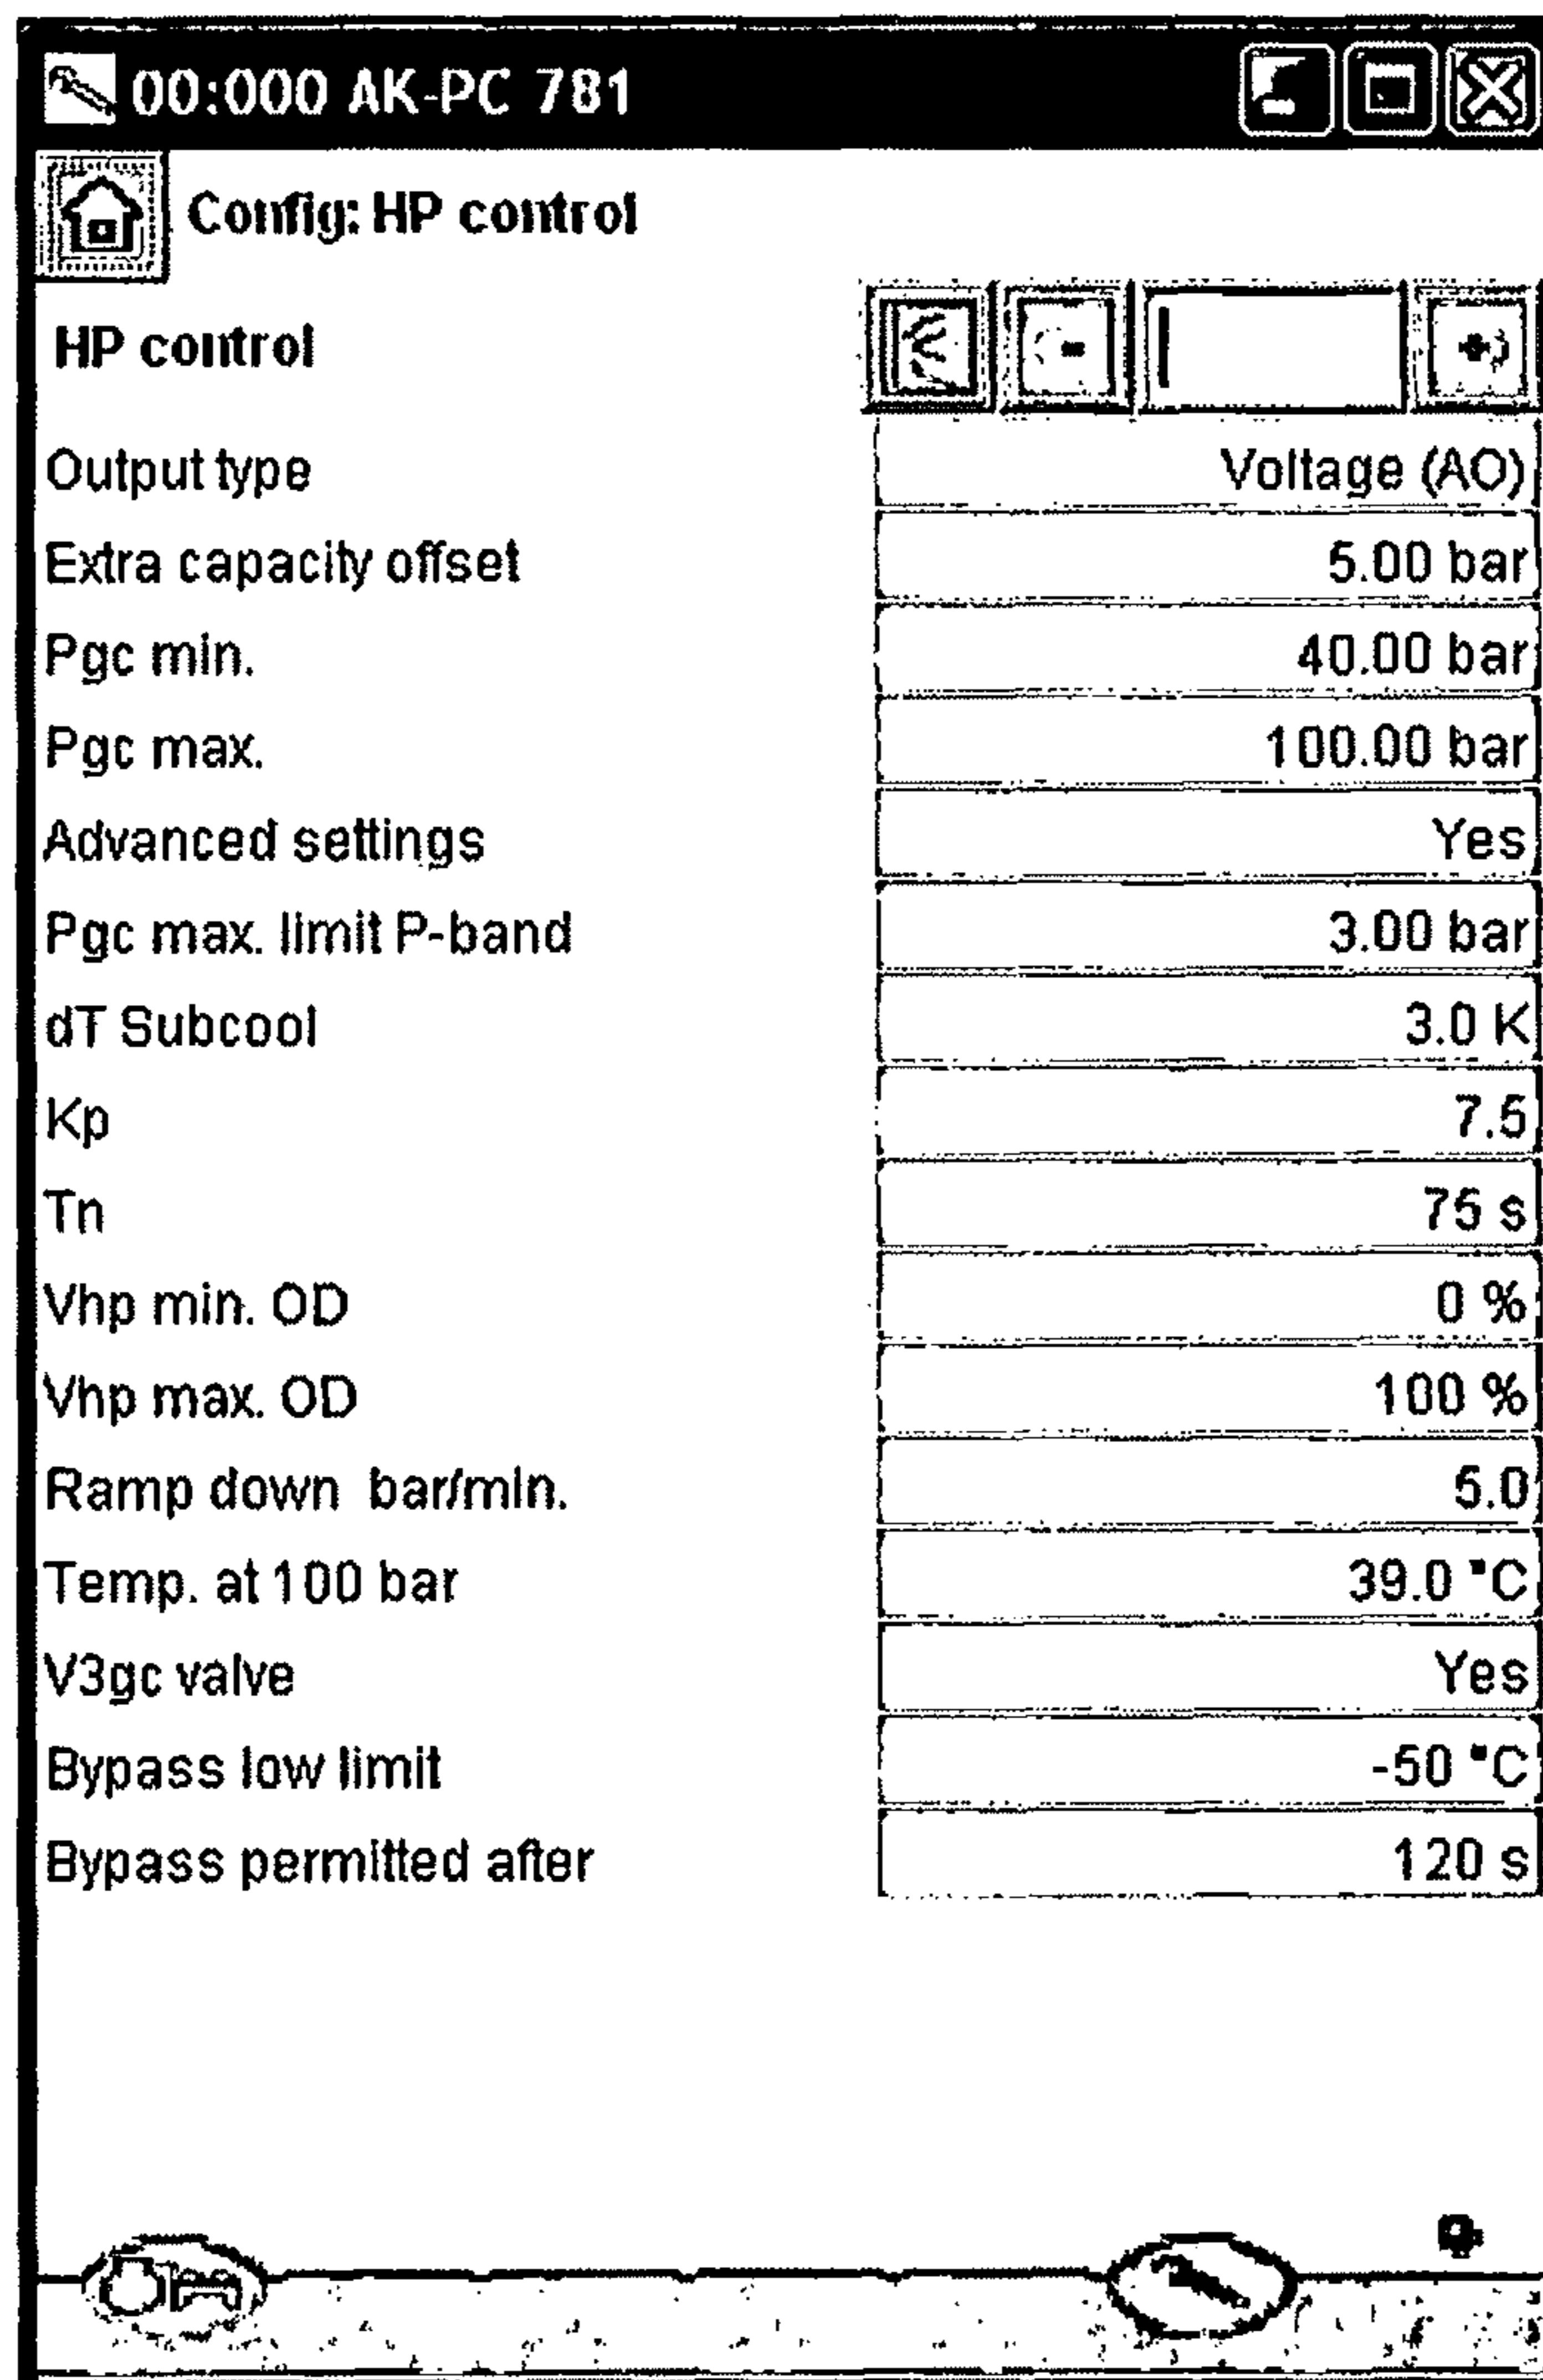 00:000 AK-PC 781
Config: HP control
HP control
Output type Voltage (AO)
Extra capacity offset 5.00 bar
Pgc min. 40.00 bar
Pgc max. 100.00 bar
Advanced settings Yes
Pgc max. limit P-band 3.00 bar
dT Subcool 3.0 K
Kp 7.5
Tn 75 s
Vhp min. OD 0 %
Vhp max. OD 100 %
Ramp down bar/min. 5.0
Temp. at 100 bar 39.0 °C
V3gc valve Yes
Bypass low limit -50 °C
Bypass permitted after 120 s